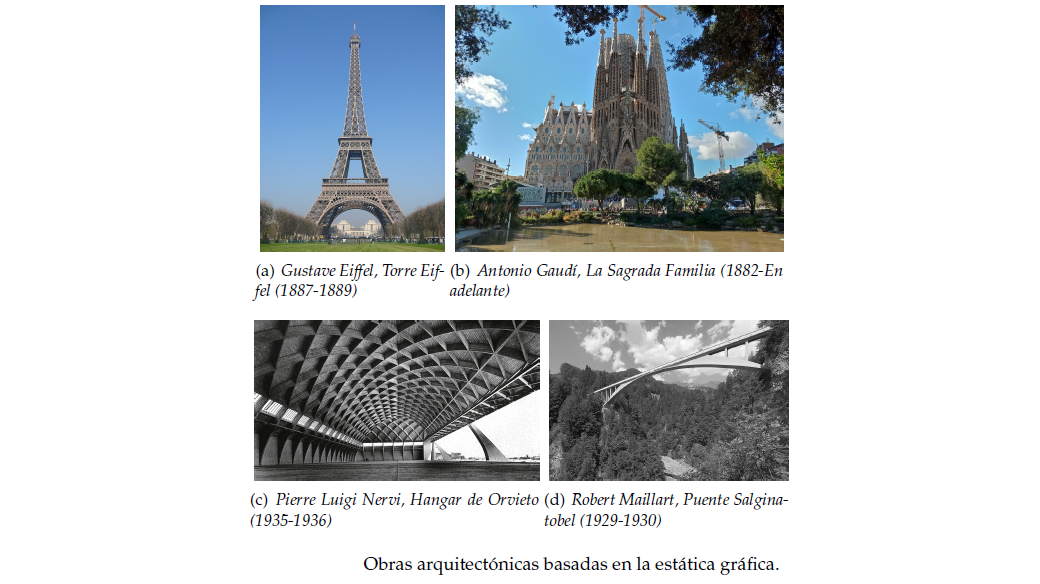 (a) Gustave Eiffel, Torre Eif-
fel (1887-1889)
(b) Antonio Gaudí, La Sagrada Familia (1882-En
adelante)
(c) Pierre Luigi Nervi, Hangar de Orvieto
(1935-1936)
(d) Robert Maillart, Puente Salgina-
tobel (1929-1930)
Obras arquitectónicas basadas en la estática gráfica.